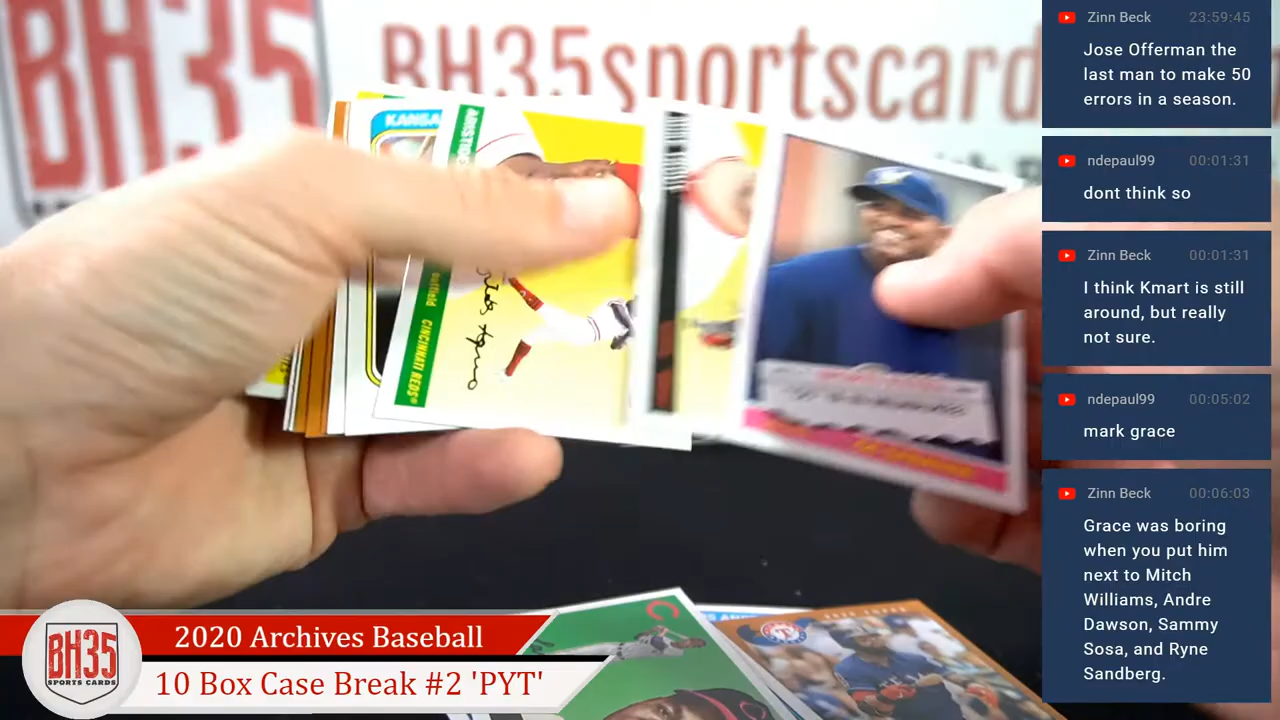 BH35
BH35sportscard
Zinn Beck 23:59:45
Jose Offerman the
last man to make 50
errors in a season.
ndepaul99 00:01:31
dont think so
Zinn Beck 00:01:31
I think Kmart is still
around, but really
not sure.
ndepaul99 00:05:02
mark grace
Zinn Beck 00:06:03
Grace was boring
when you put him
next to Mitch
Williams, Andre
Dawson, Sammy
Sosa, and Ryne
Sandberg.
KANSA
ARISTI
outfield CINCINNATI REDS
C
BH35
SPORTS CARDS
2020 Archives Baseball
10 Box Case Break #2 'PYT'